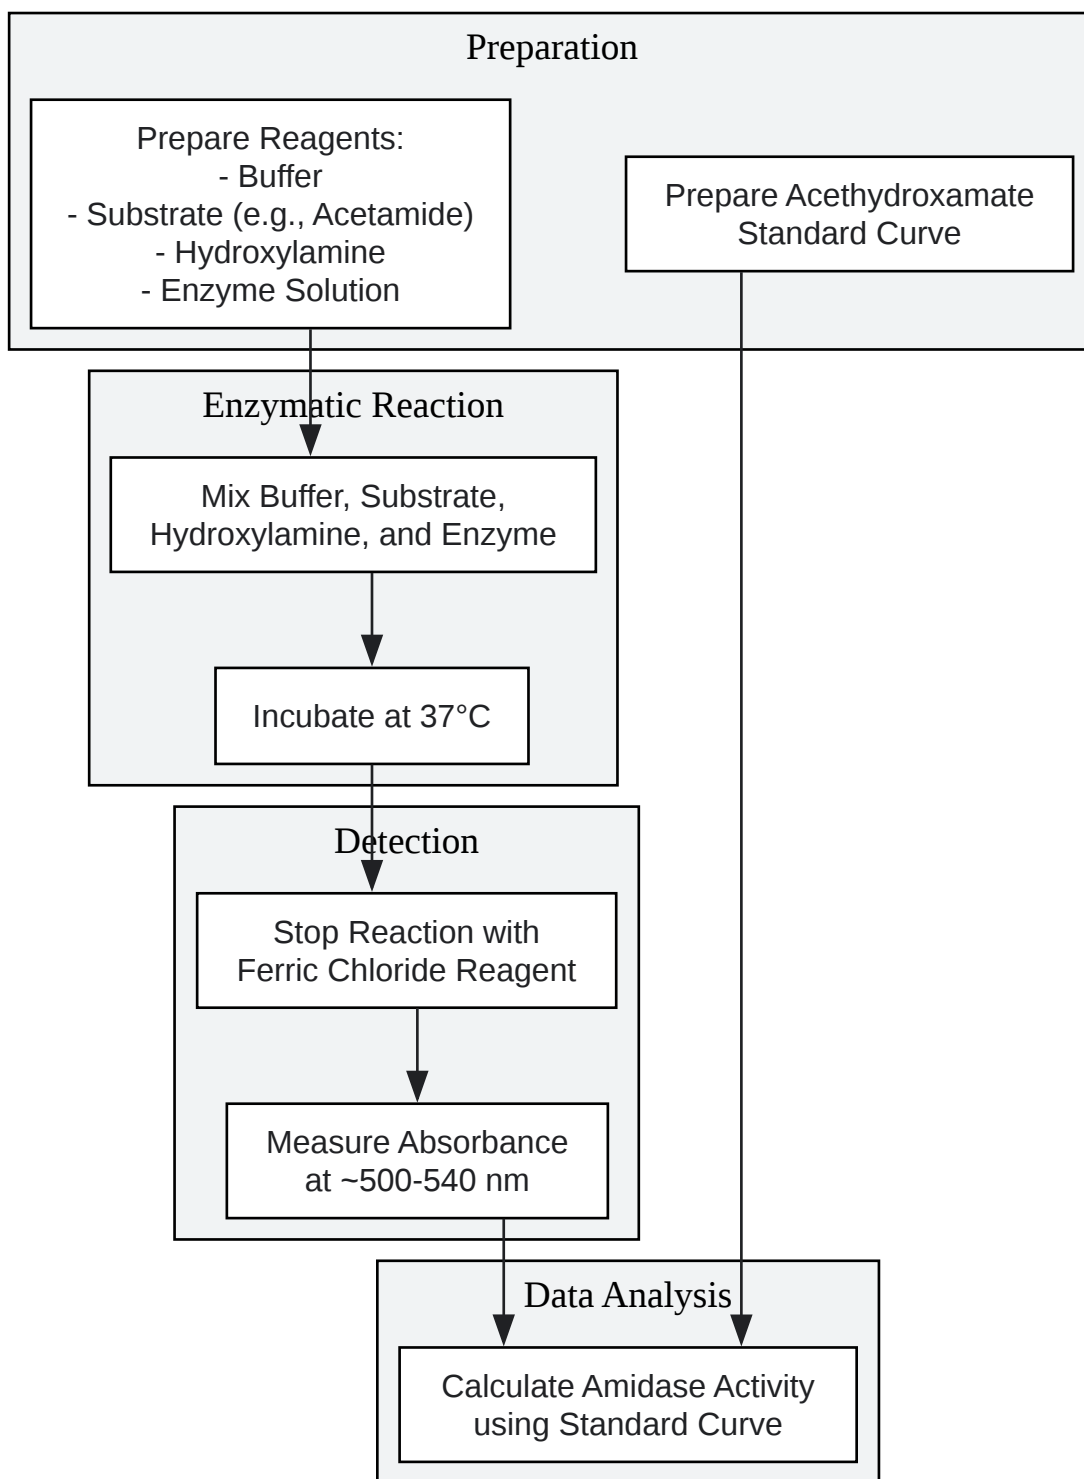 Preparation
Prepare Reagents:
- Buffer
- Substrate (e.g., Acetamide)
- Hydroxylamine
- Enzyme Solution
Prepare Acethydroxamate
Standard Curve
Enzymatic Reaction
Mix Buffer, Substrate,
Hydroxylamine, and Enzyme
Incubate at 37°C
Detection
Stop Reaction with
Ferric Chloride Reagent
Measure Absorbance
at ~500-540 nm
Data Analysis
Calculate Amidase Activity
using Standard Curve